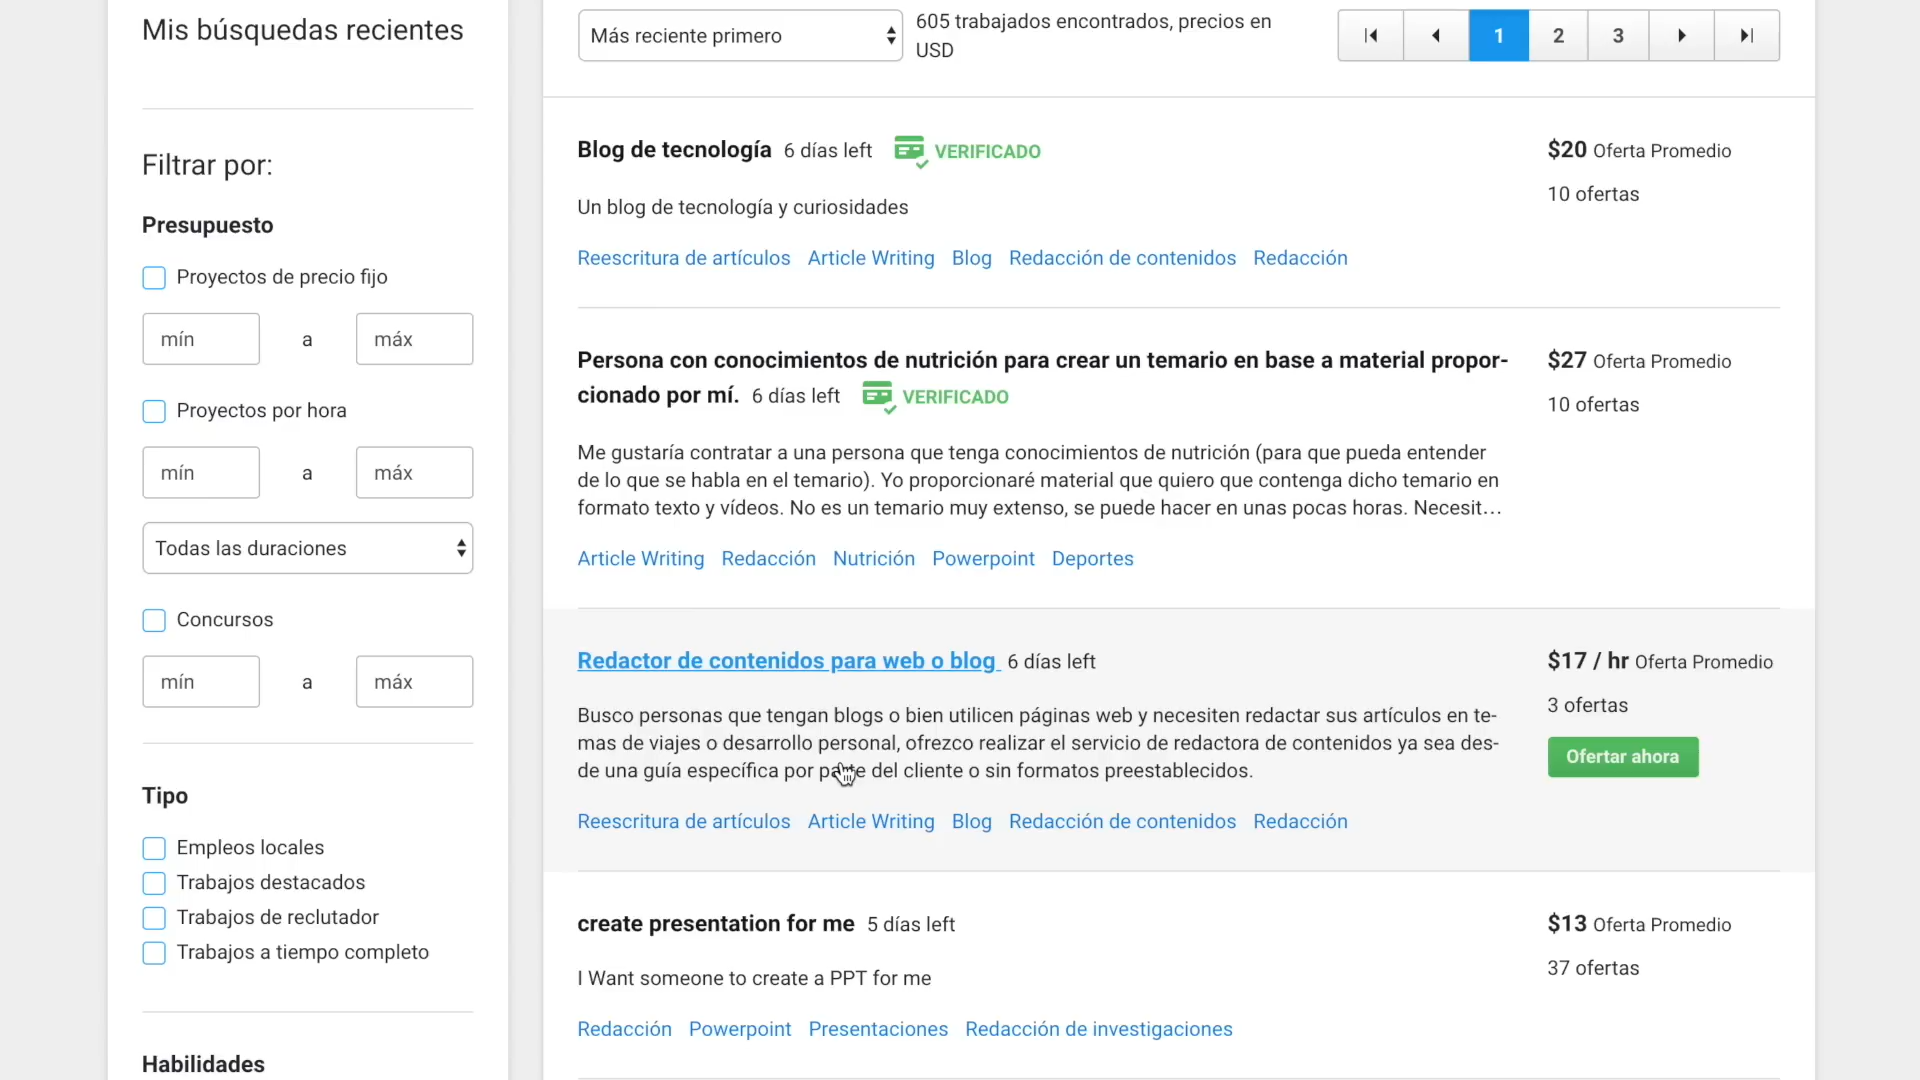 Mis búsquedas recientes
Filtrar por:
Presupuesto
Proyectos de precio fijo
mín a máx
Proyectos por hora
mín a máx
Todas las duraciones
Concursos
mín a máx
Tipo
Empleos locales
Trabajos destacados
Trabajos de reclutador
Trabajos a tiempo completo
Habilidades
Más reciente primero
605 trabajados encontrados, precios en
USD
1 2 3
Blog de tecnología 6 días left VERIFICADO
$20 Oferta Promedio
10 ofertas
Un blog de tecnología y curiosidades
Reescritura de artículos Article Writing Blog Redacción de contenidos Redacción
Persona con conocimientos de nutrición para crear un temario en base a material propor-
cionado por mí. 6 días left VERIFICADO
$27 Oferta Promedio
10 ofertas
Me gustaría contratar a una persona que tenga conocimientos de nutrición (para que pueda entender
de lo que se habla en el temario). Yo proporcionaré material que quiero que contenga dicho temario en
formato texto y vídeos. No es un temario muy extenso, se puede hacer en unas pocas horas. Necesit...
Article Writing Redacción Nutrición Powerpoint Deportes
Redactor de contenidos para web o blog 6 días left
$17 / hr Oferta Promedio
3 ofertas
Ofertar ahora
Busco personas que tengan blogs o bien utilicen páginas web y necesiten redactar sus artículos en te-
mas de viajes o desarrollo personal, ofrezco realizar el servicio de redactora de contenidos ya sea des-
de una guía específica por parte del cliente o sin formatos preestablecidos.
Reescritura de artículos Article Writing Blog Redacción de contenidos Redacción
create presentation for me 5 días left
$13 Oferta Promedio
37 ofertas
I Want someone to create a PPT for me
Redacción Powerpoint Presentaciones Redacción de investigaciones